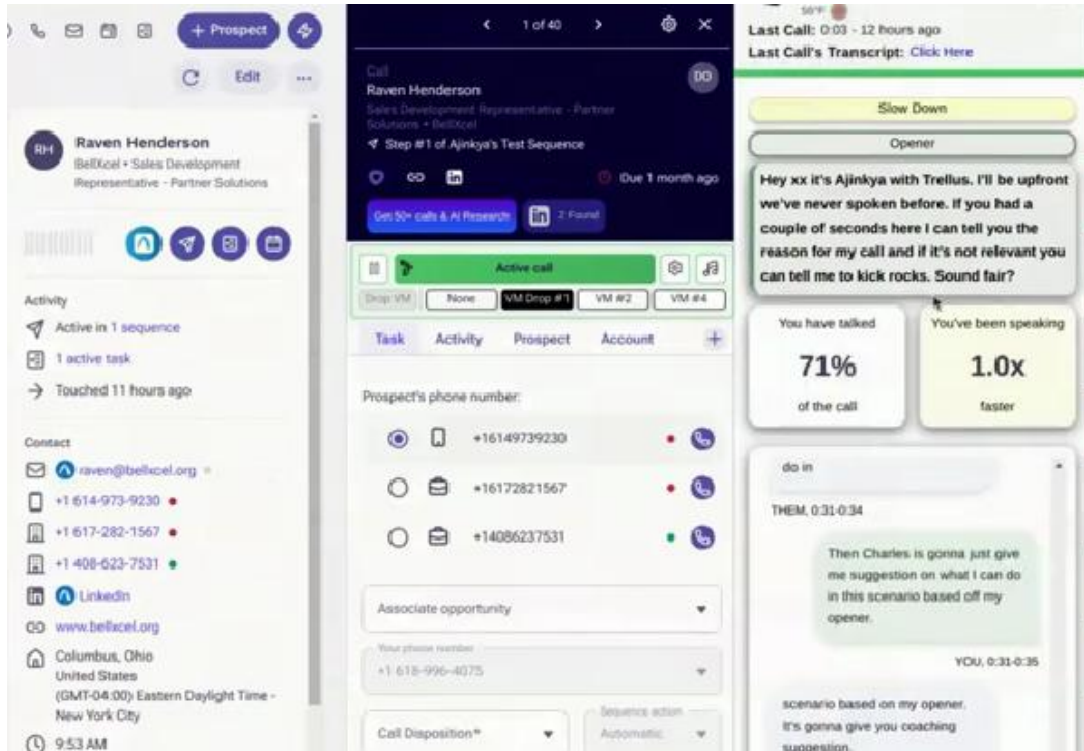 + Prospect
Edit
RH
Raven Henderson
BellXcel • Sales Development
Representative - Partner Solutions
Activity
Active in 1 sequence
1 active task
Touched 11 hours ago
Contact
raven@bellxcel.org
+1 614-973-9230
+1 617-282-1567
+1 408-623-7531
LinkedIn
www.bellxcel.org
Columbus, Ohio
United States
(GMT-04:00) Eastern Daylight Time -
New York City
9:53 AM
1 of 40
Call
DO
Raven Henderson
Sales Development Representative - Partner
Solutions • BellXcel
Step #1 of Ajinkya's Test Sequence
Due 1 month ago
Get 50+ calls & AI Research
in 2 Found
Active call
Drop VM
None
VM Drop #1
VM #2
VM #4
Task
Activity
Prospect
Account
Prospect's phone number:
+16149739230
+16172821567
+14086237531
Associate opportunity
Your phone number
+1 618-996-4075
Call Disposition*
Sequence action
Automatic
50°F
Last Call: 0:03 - 12 hours ago
Last Call's Transcript: Click Here
Slow Down
Opener
Hey xx it's Ajinkya with Trellus. I'll be upfront
we've never spoken before. If you had a
couple of seconds here I can tell you the
reason for my call and if it's not relevant you
can tell me to kick rocks. Sound fair?
You have talked
71%
of the call
You've been speaking
1.0x
faster
do in
THEM, 0:31-0:34
Then Charles is gonna just give
me suggestion on what I can do
in this scenario based off my
opener.
YOU, 0:31-0:35
scenario based on my opener.
It's gonna give you coaching
suggestion.